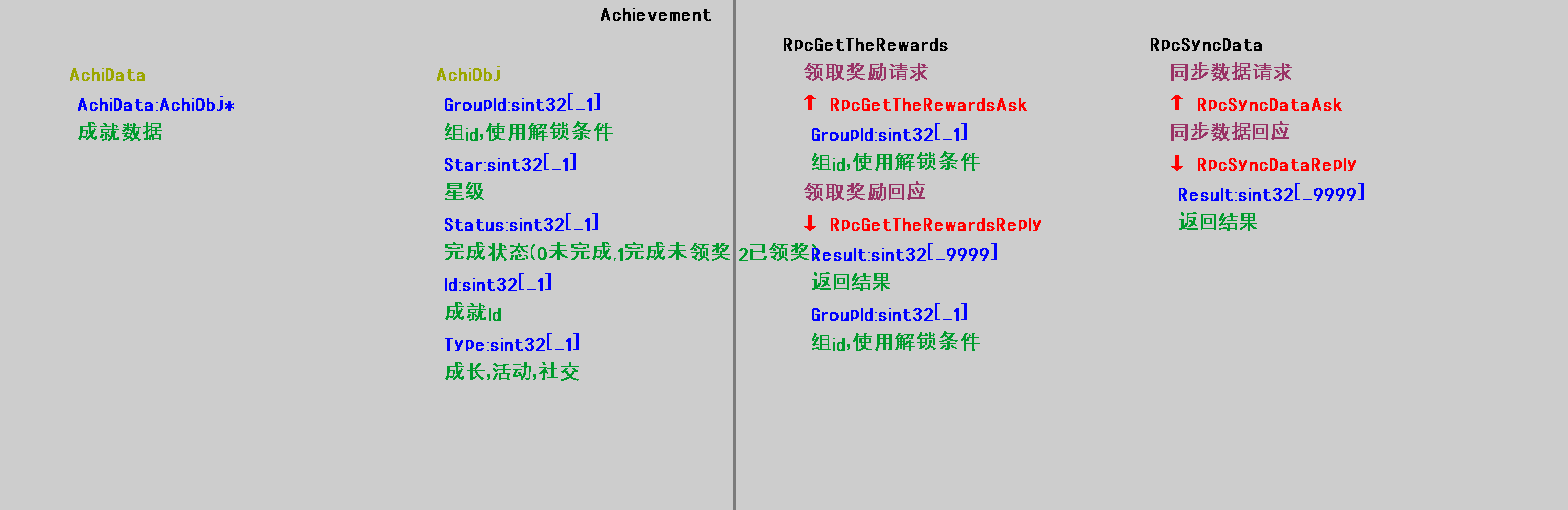 Achievement
AchiData
AchiData:AchiObj*
成就数据
AchiObj
GroupId:sint32[_1]
组id,使用解锁条件
Star:sint32[_1]
星级
Status:sint32[_1]
完成状态(0未完成,1完成未领奖 2已领奖)
Id:sint32[_1]
成就Id
Type:sint32[_1]
成长,活动,社交
RpcGetTheRewards
领取奖励请求
↑ RpcGetTheRewardsAsk
GroupId:sint32[_1]
组id,使用解锁条件
领取奖励回应
↓ RpcGetTheRewardsReply
Result:sint32[_9999]
返回结果
GroupId:sint32[_1]
组id,使用解锁条件
RpcSyncData
同步数据请求
↑ RpcSyncDataAsk
同步数据回应
↓ RpcSyncDataReply
Result:sint32[_9999]
返回结果